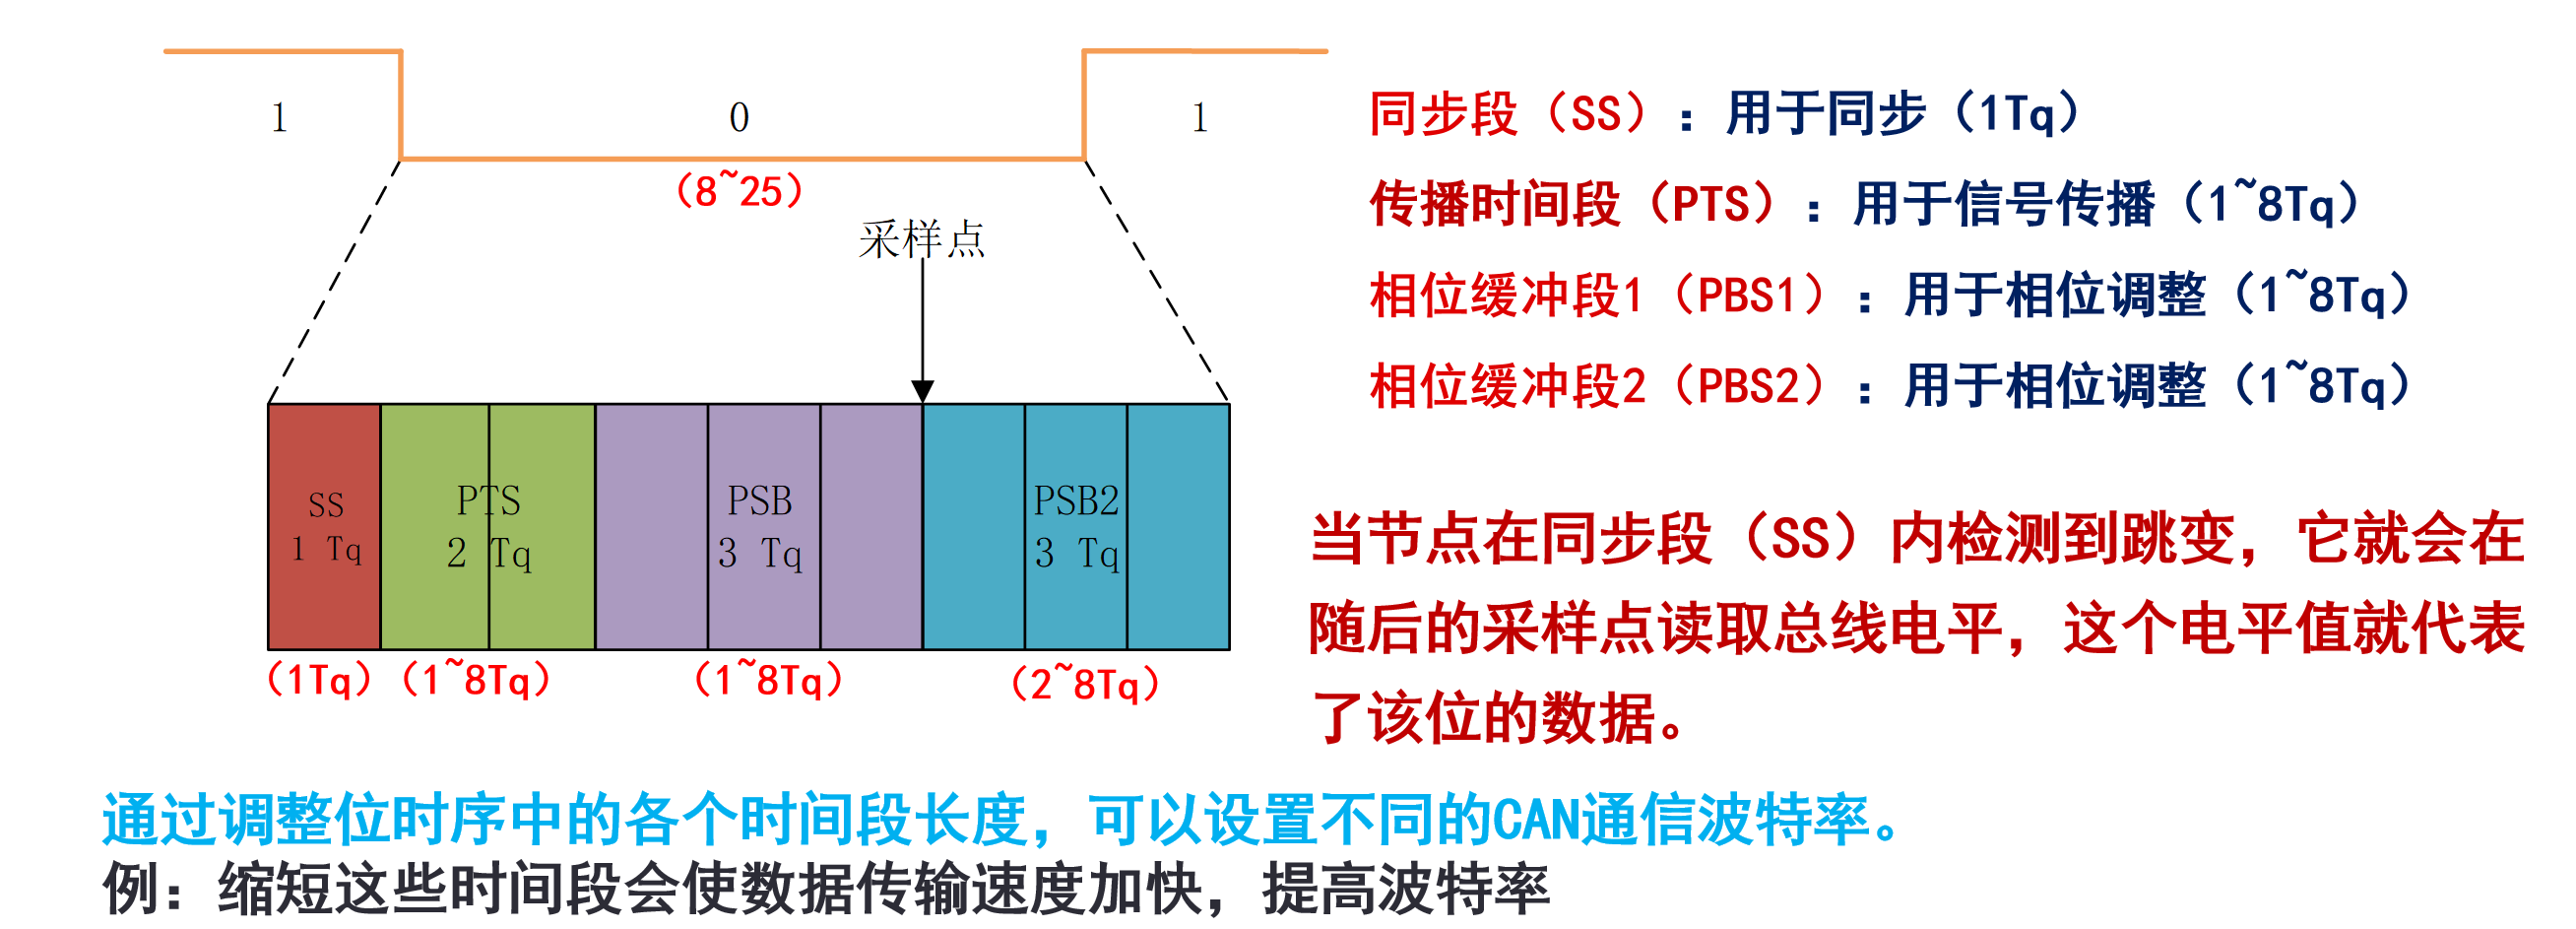 1
0
1
（8~25）
采样点
SS
1 Tq
PTS
2 Tq
PSB
3 Tq
PSB2
3 Tq
（1Tq）
（1~8Tq）
（1~8Tq）
（2~8Tq）
同步段（SS）：用于同步（1Tq）
传播时间段（PTS）：用于信号传播（1~8Tq）
相位缓冲段1（PBS1）：用于相位调整（1~8Tq）
相位缓冲段2（PBS2）：用于相位调整（1~8Tq）
当节点在同步段（SS）内检测到跳变，它就会在
随后的采样点读取总线电平，这个电平值就代表
了该位的数据。
通过调整位时序中的各个时间段长度，可以设置不同的CAN通信波特率。
例：缩短这些时间段会使数据传输速度加快，提高波特率